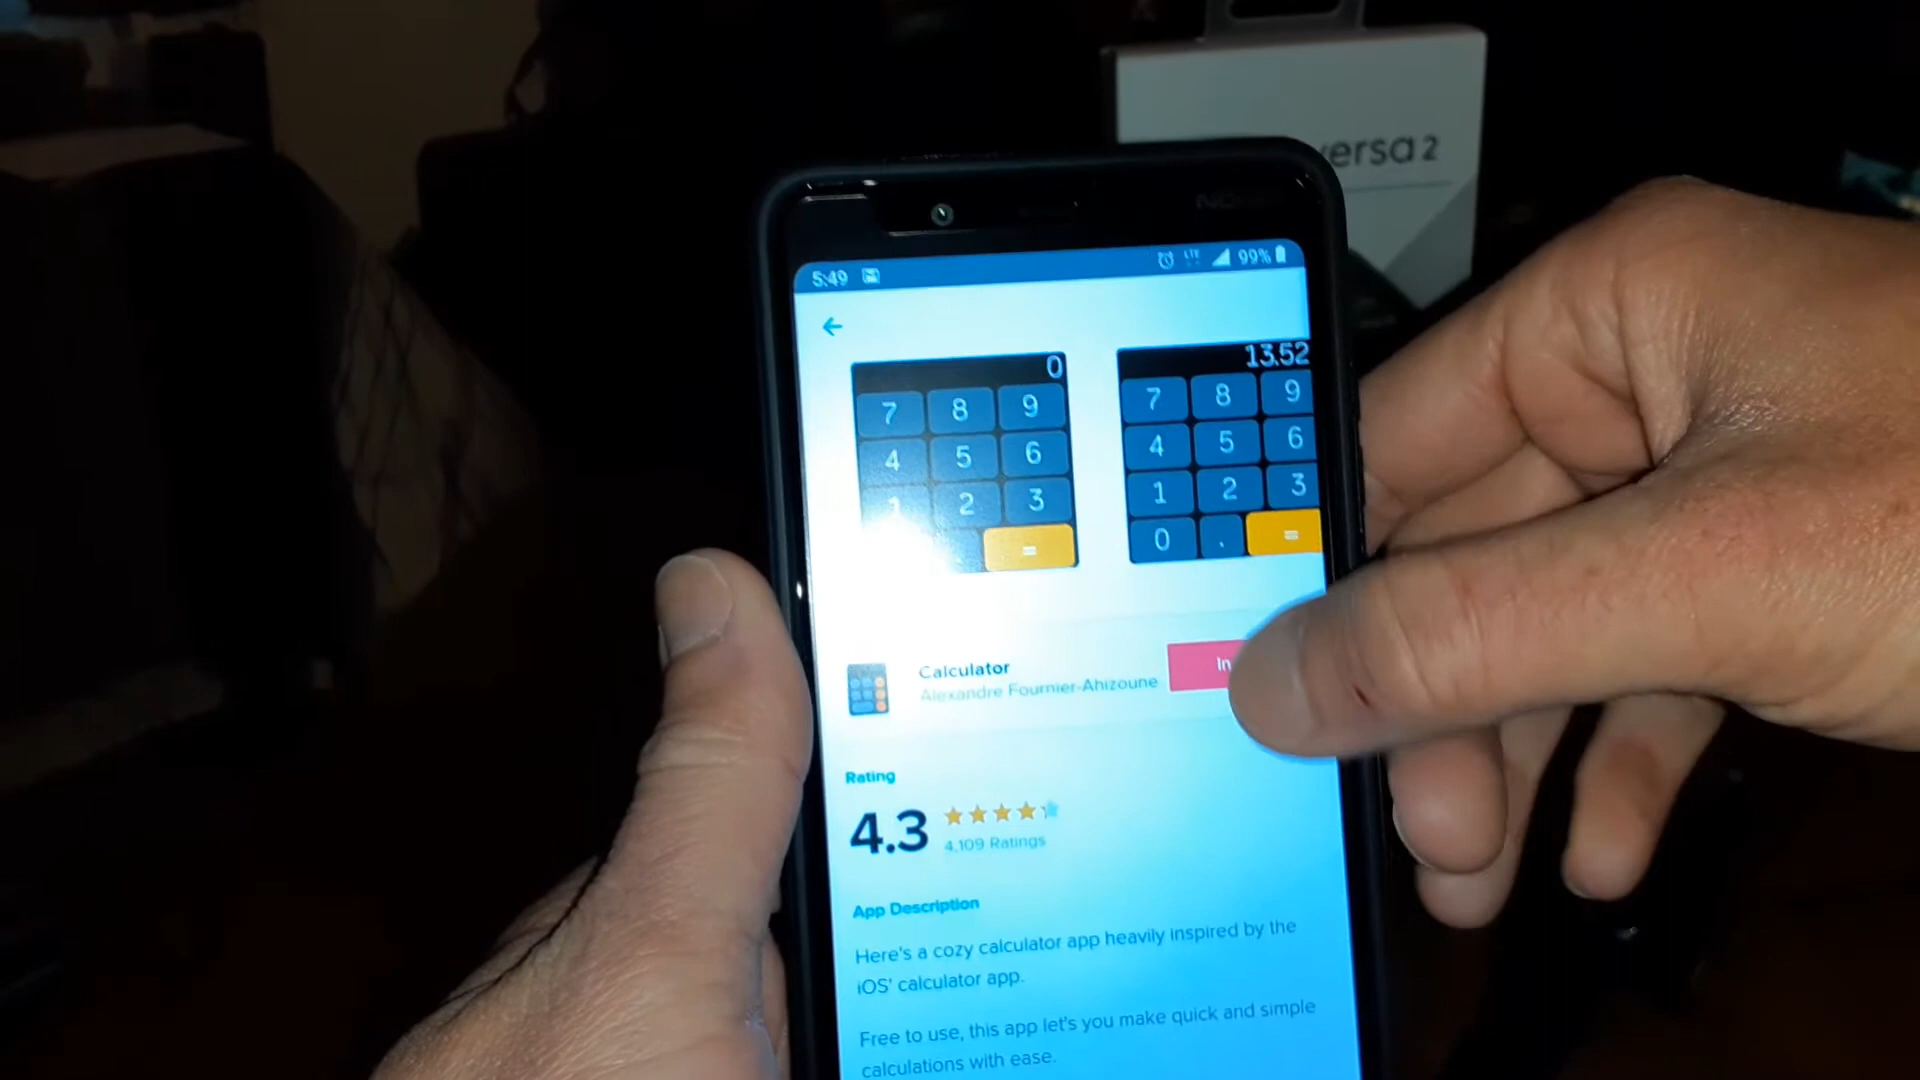 versa 2
5:49
LTE
99%
0
13.52
7 8 9
7 8 9
4 5 6
4 5 6
1 2 3
1 2 3
=
0 . =
Calculator
In
Alexandre Fournier-Ahizoune
Rating
4.3
4,109 Ratings
App Description
Here's a cozy calculator app heavily inspired by the
iOS' calculator app.
Free to use, this app let's you make quick and simple
calculations with ease.